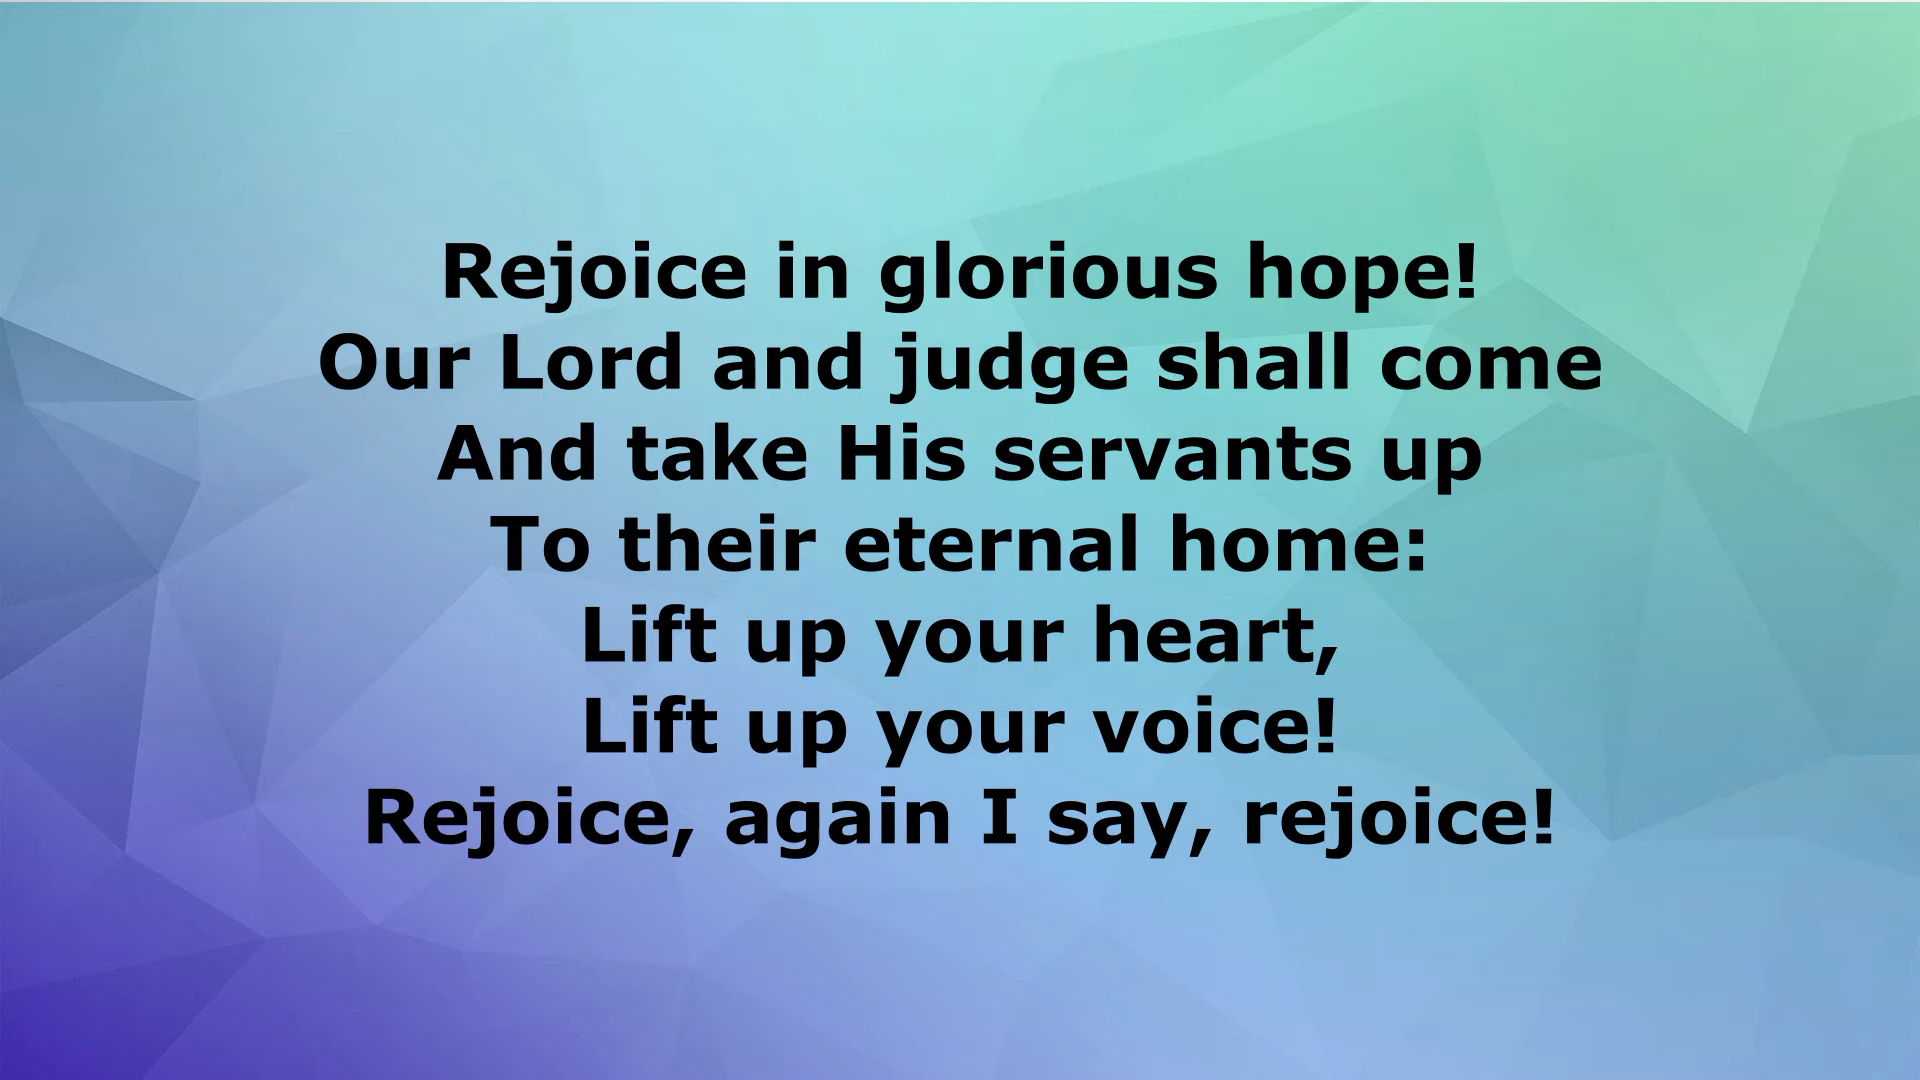 Rejoice in glorious hope!
Our Lord and judge shall come
And take His servants up
To their eternal home:
Lift up your heart,
Lift up your voice!
Rejoice, again I say, rejoice!